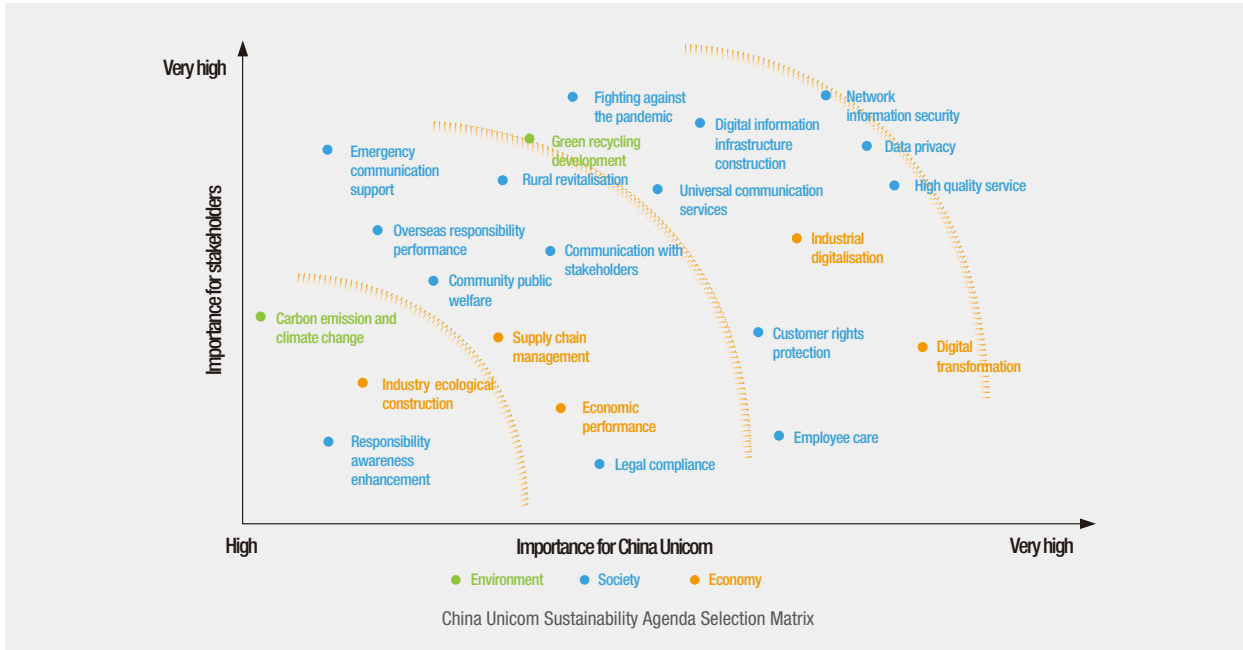 Very high
Importance for stakeholders
Fighting against
the pandemic
Network
information security
Digital information
infrastructure
construction
Green recycling
development
Data privacy
Emergency
communication
support
Rural revitalisation
Universal communication
services
High quality service
Overseas responsibility
performance
Industrial
digitalisation
Communication with
stakeholders
Community public
welfare
Carbon emission and
climate change
Supply chain
management
Customer rights
protection
Digital
transformation
Industry ecological
construction
Economic
performance
Responsibility
awareness
enhancement
Employee care
Legal compliance
High
Importance for China Unicom
Very high
Environment
Society
Economy
China Unicom Sustainability Agenda Selection Matrix